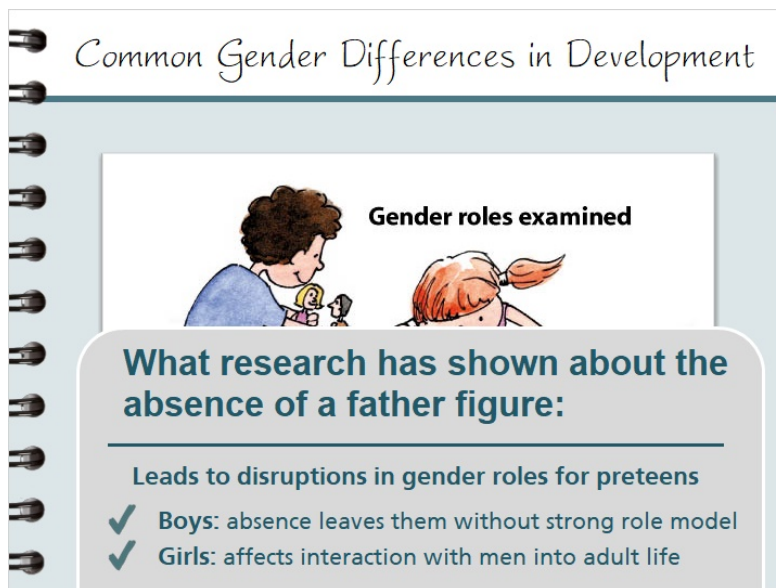 Common Gender Differences in Development
Gender roles examined
What research has shown about the
absence of a father figure:
Leads to disruptions in gender roles for preteens
Boys: absence leaves them without strong role model
Girls: affects interaction with men into adult life